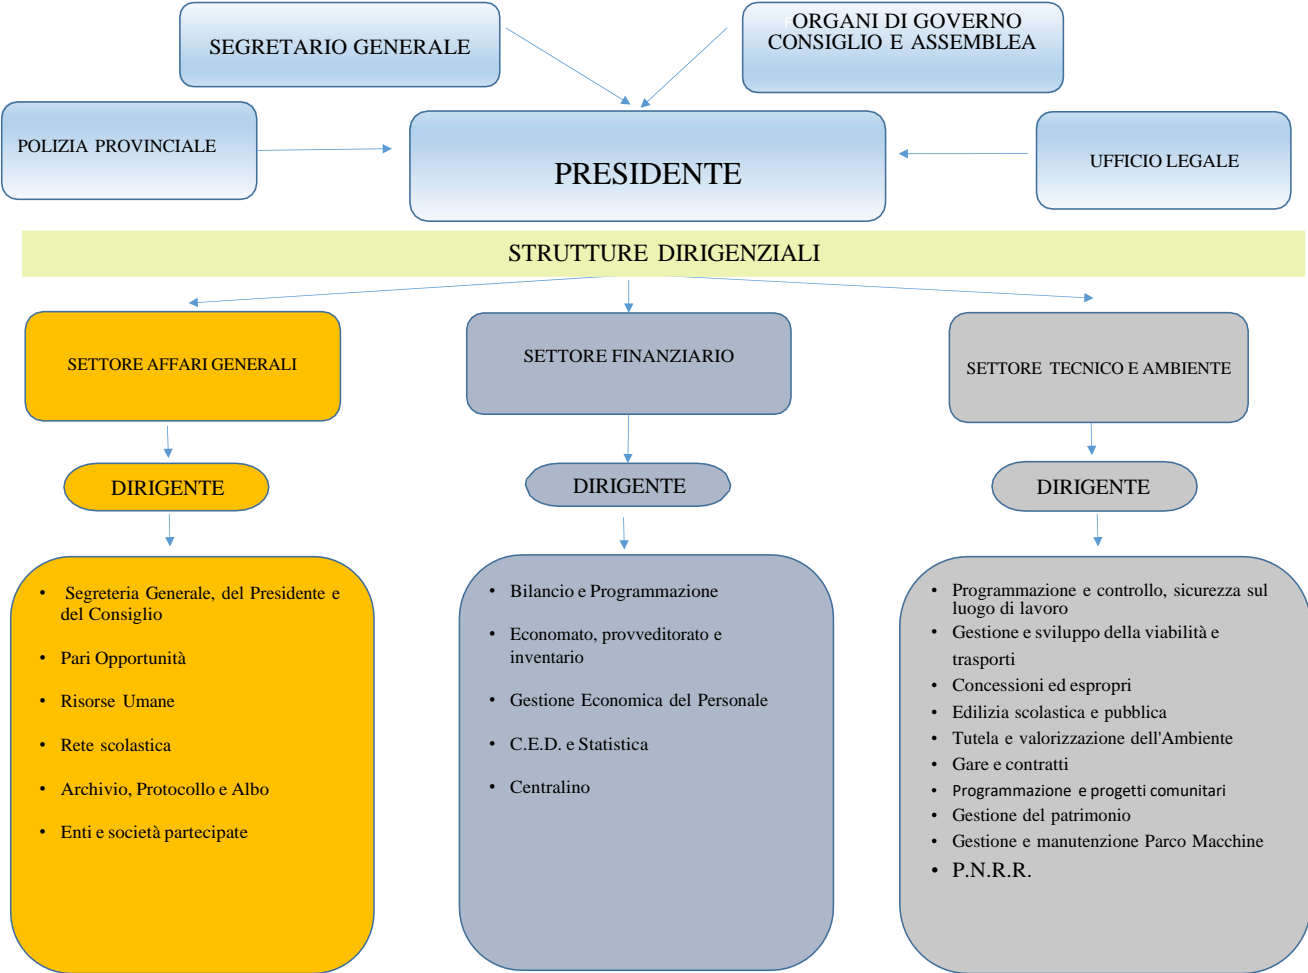 SEGRETARIO GENERALE
ORGANI DI GOVERNO
CONSIGLIO E ASSEMBLEA
POLIZIA PROVINCIALE
PRESIDENTE
UFFICIO LEGALE
STRUTTURE DIRIGENZIALI
SETTORE AFFARI GENERALI
SETTORE FINANZIARIO
SETTORE TECNICO E AMBIENTE
DIRIGENTE
DIRIGENTE
DIRIGENTE
• Segreteria Generale, del Presidente e
del Consiglio
• Pari Opportunità
• Risorse Umane
• Rete scolastica
• Archivio, Protocollo e Albo
• Enti e società partecipate
• Bilancio e Programmazione
• Economato, provveditorato e
inventario
• Gestione Economica del Personale
• C.E.D. e Statistica
• Centralino
• Programmazione e controllo, sicurezza sul
luogo di lavoro
• Gestione e sviluppo della viabilità e
trasporti
• Concessioni ed espropri
• Edilizia scolastica e pubblica
• Tutela e valorizzazione dell'Ambiente
• Gare e contratti
• Programmazione e progetti comunitari
• Gestione del patrimonio
• Gestione e manutenzione Parco Macchine
• P.N.R.R.